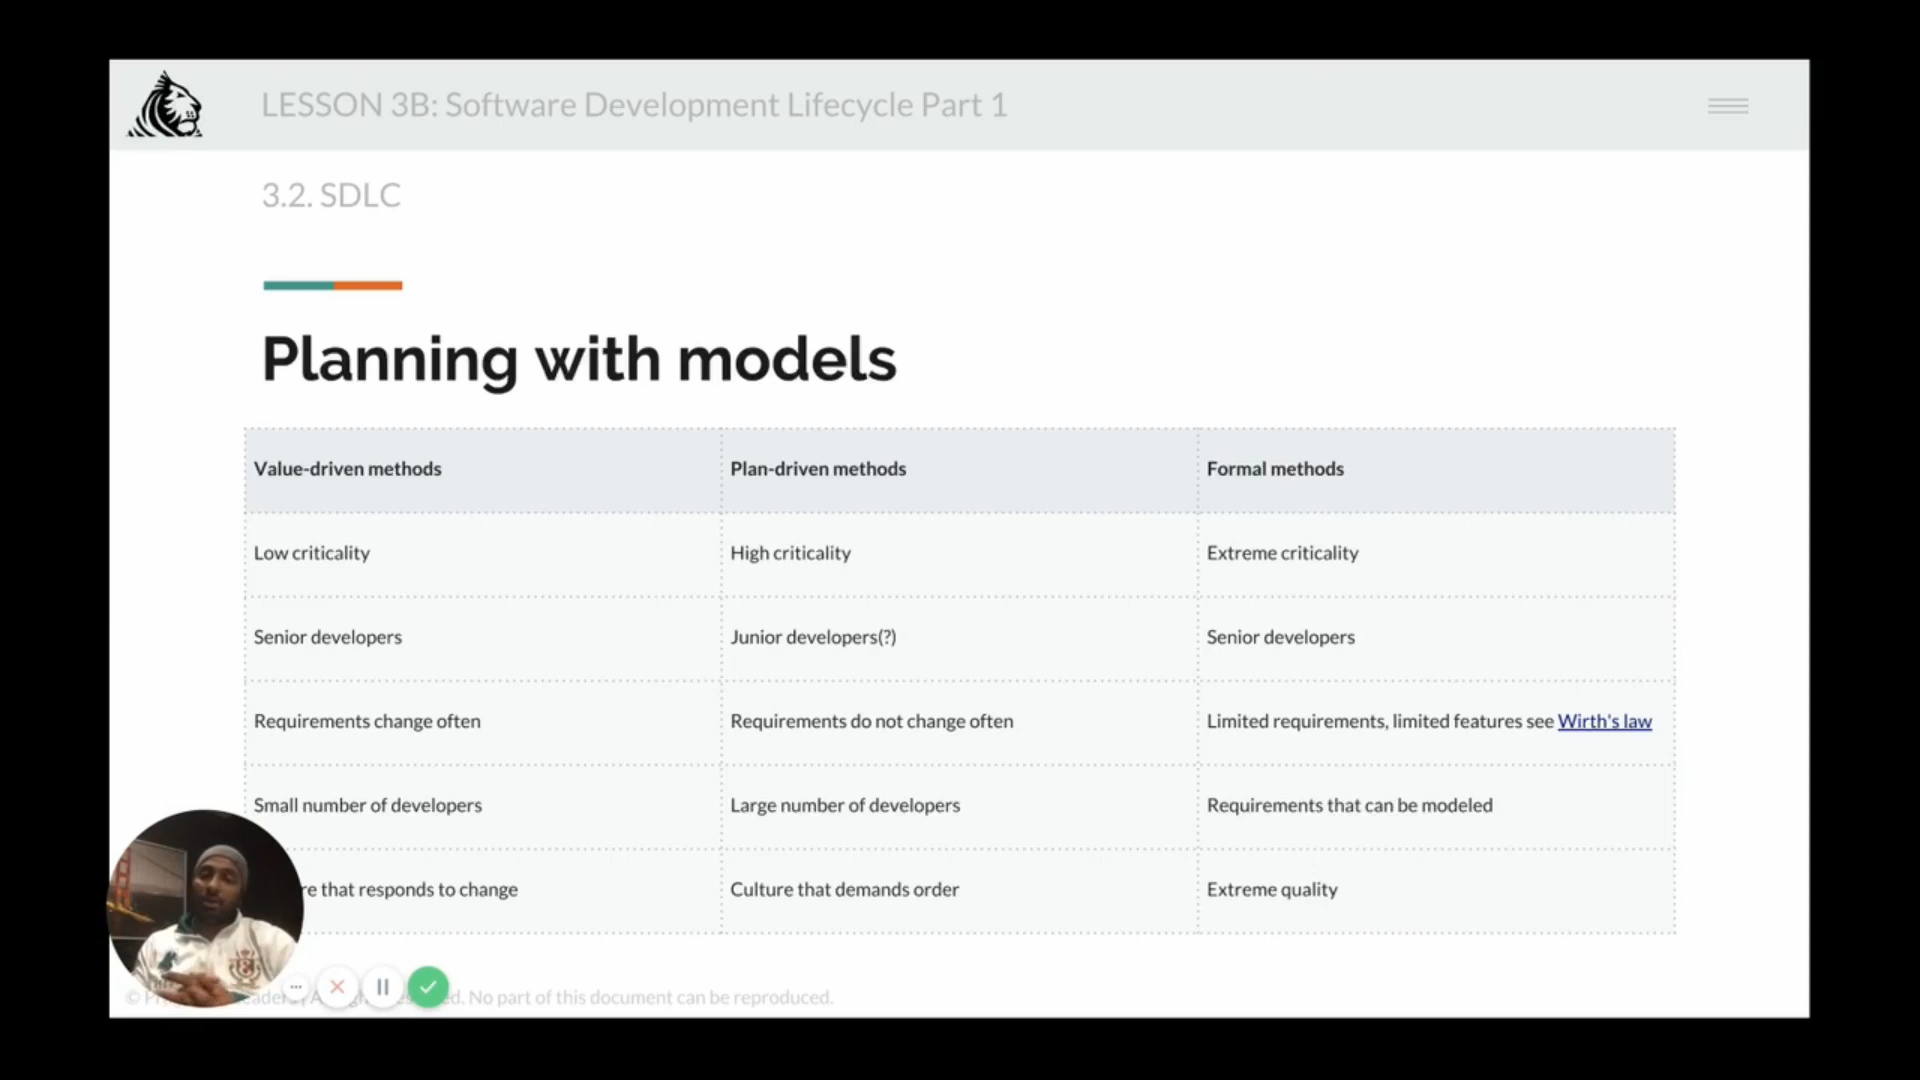 LESSON 3B: Software Development Lifecycle Part 1
3.2. SDLC
Planning with models
Value-driven methods
Plan-driven methods
Formal methods
Low criticality
High criticality
Extreme criticality
Senior developers
Junior developers(?)
Senior developers
Requirements change often
Requirements do not change often
Limited requirements, limited features see Wirth's law
Small number of developers
Large number of developers
Requirements that can be modeled
that responds to change
Culture that demands order
Extreme quality
© No part of this document can be reproduced.